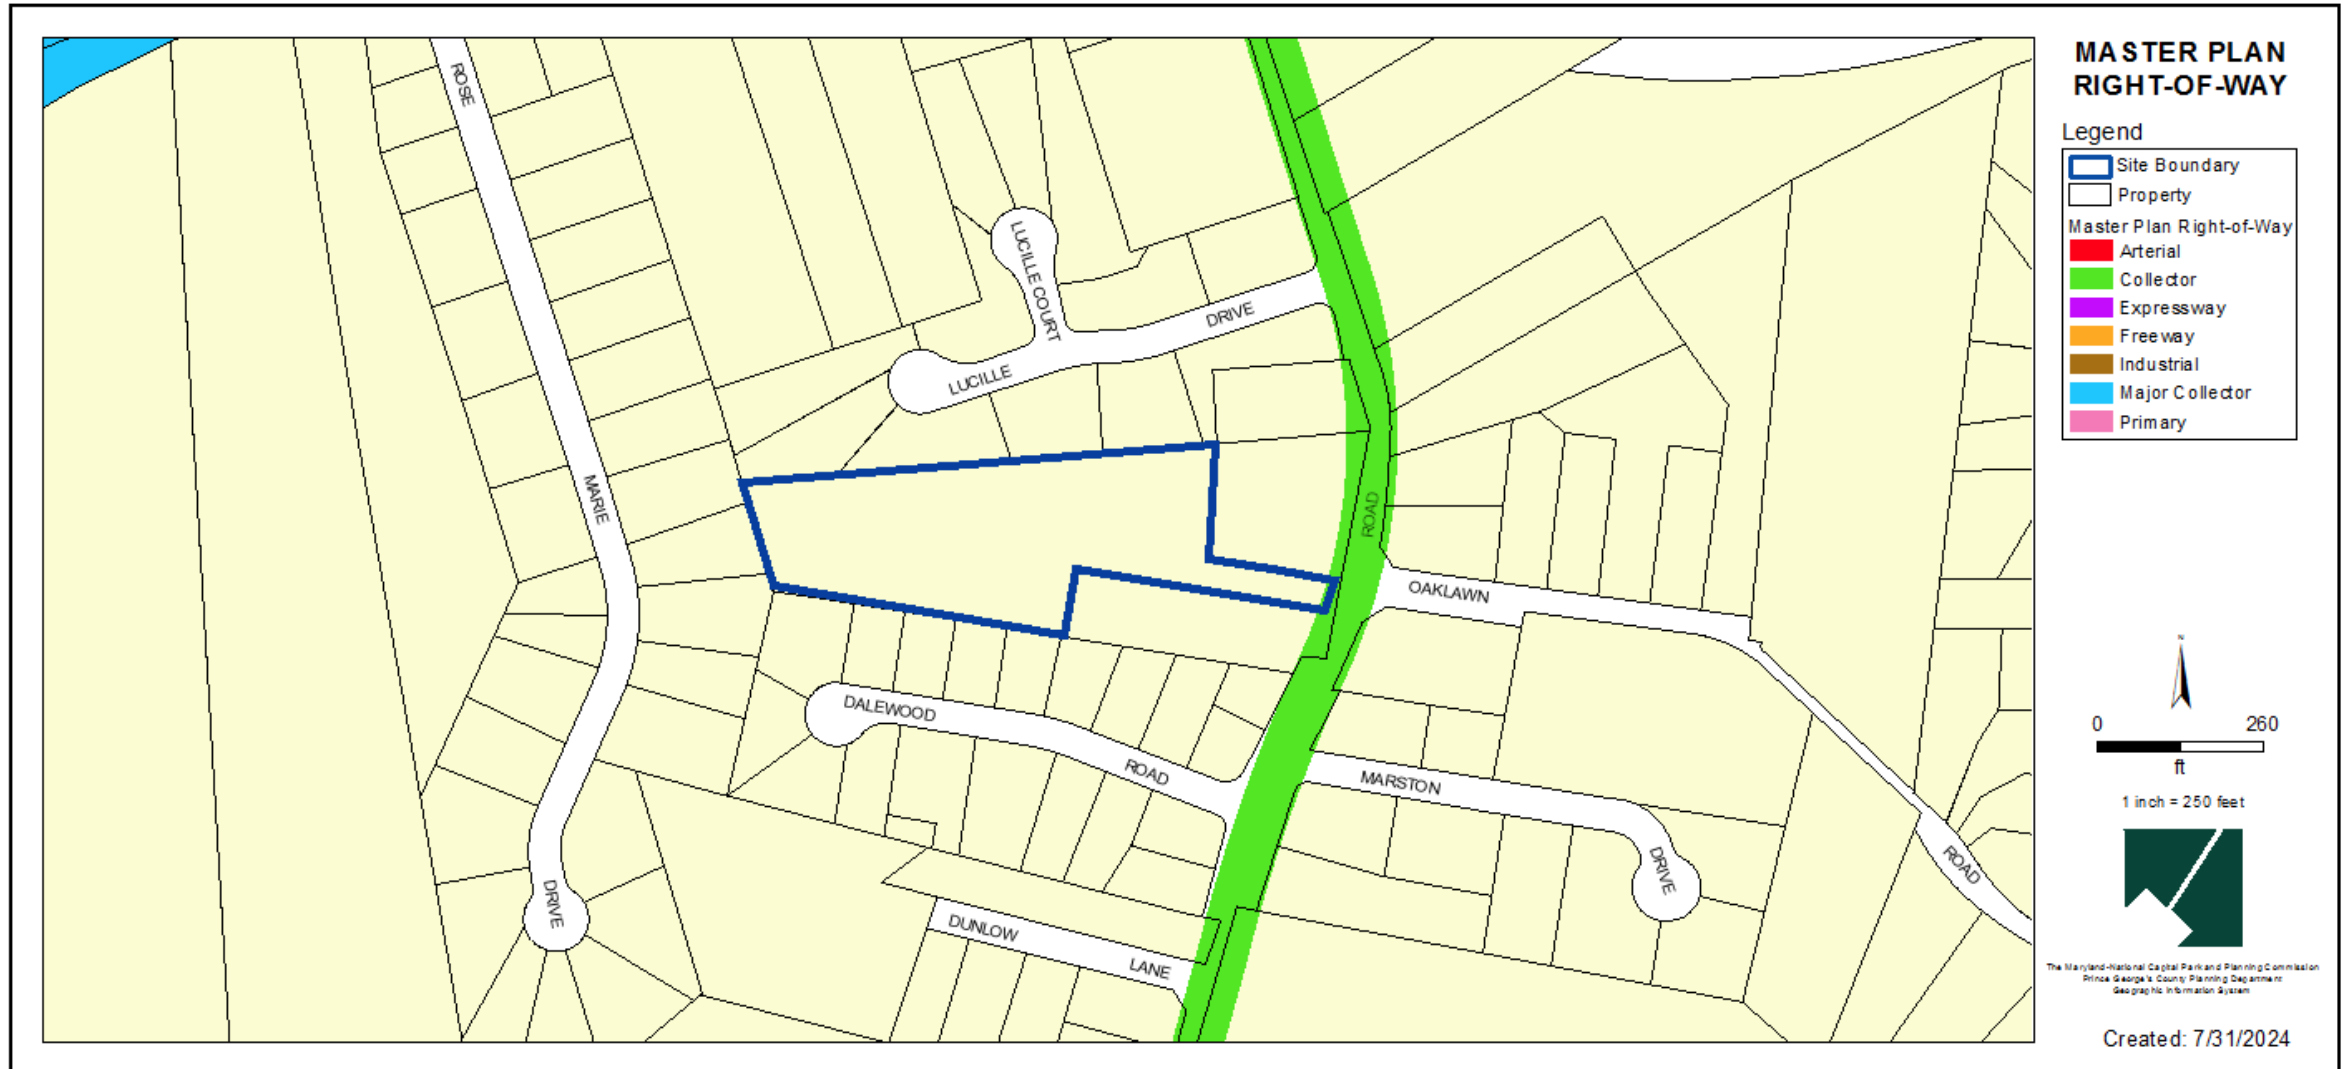 MASTER PLAN
RIGHT-OF-WAY
Legend
Site Boundary
Property
Master Plan Right-of-Way
Arterial
Collector
Expressway
Freeway
Industrial
Major Collector
Primary
ROSE
LUCILLE COURT
DRIVE
LUCILLE
MARIE
ROAD
OAKLAWN
DALEWOOD
ROAD
MARSTON
DRIVE
ROAD
DRIVE
DUNLOW
LANE
N
0 260
ft
1 inch = 250 feet
The Maryland-National Capital Park and Planning Commission
Prince George's County Planning Department
Geographic Information System
Created: 7/31/2024